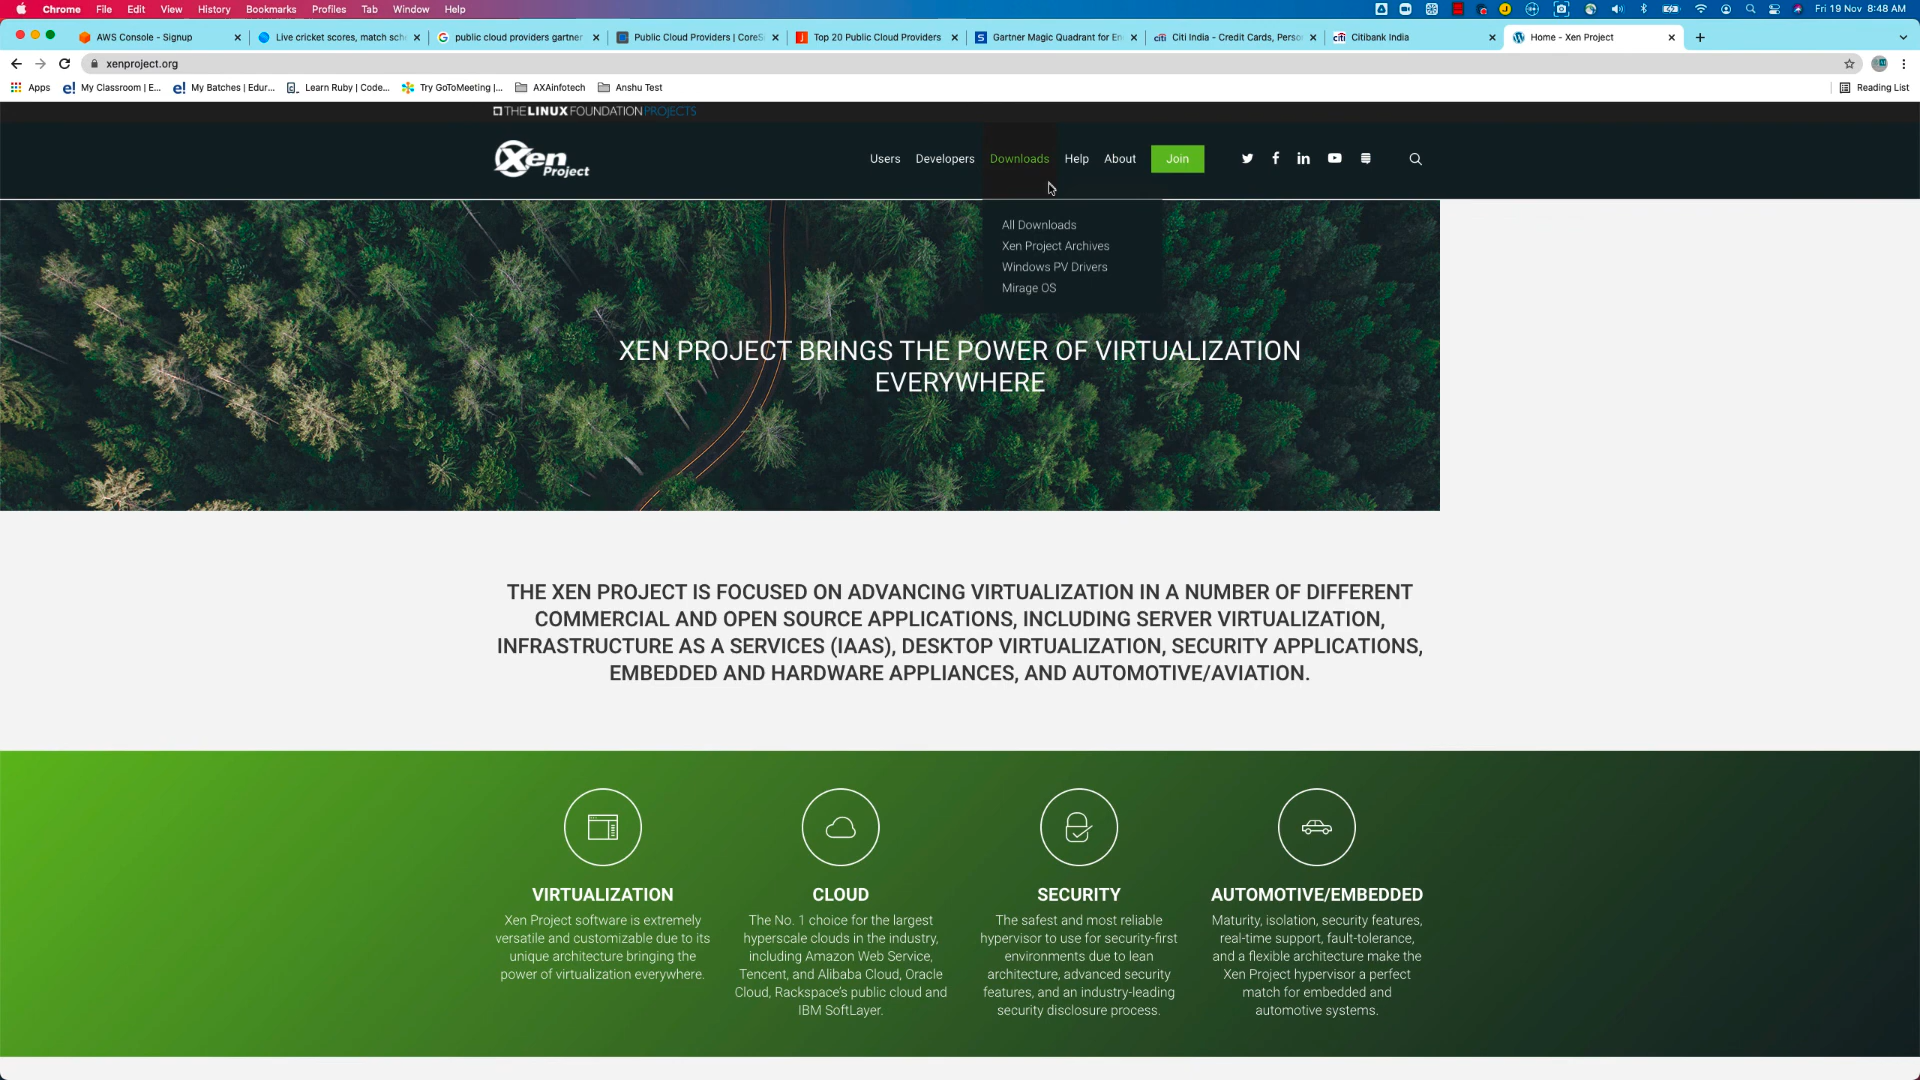 Chrome File Edit View History Bookmarks Profiles Tab Window Help Fri 19 Nov 8:48 AM
AWS Console - Signup Live cricket scores, match sch public cloud providers gartner Public Cloud Providers | CoreS Top 20 Public Cloud Providers Gartner Magic Quadrant for En Citi India - Credit Cards, Perso Citibank India Home - Xen Project
xenproject.org
Apps My Classroom | E... My Batches | Edur... Learn Ruby | Code... Try GoToMeeting |... AXAinfotech Anshu Test Reading List
THE LINUX FOUNDATION PROJECTS
Xen Project
Users Developers Downloads Help About Join
All Downloads
Xen Project Archives
Windows PV Drivers
Mirage OS
XEN PROJECT BRINGS THE POWER OF VIRTUALIZATION
EVERYWHERE
THE XEN PROJECT IS FOCUSED ON ADVANCING VIRTUALIZATION IN A NUMBER OF DIFFERENT
COMMERCIAL AND OPEN SOURCE APPLICATIONS, INCLUDING SERVER VIRTUALIZATION,
INFRASTRUCTURE AS A SERVICES (IAAS), DESKTOP VIRTUALIZATION, SECURITY APPLICATIONS,
EMBEDDED AND HARDWARE APPLIANCES, AND AUTOMOTIVE/AVIATION.
VIRTUALIZATION
Xen Project software is extremely
versatile and customizable due to its
unique architecture bringing the
power of virtualization everywhere.
CLOUD
The No. 1 choice for the largest
hyperscale clouds in the industry,
including Amazon Web Service,
Tencent, and Alibaba Cloud, Oracle
Cloud, Rackspace's public cloud and
IBM SoftLayer.
SECURITY
The safest and most reliable
hypervisor to use for security-first
environments due to lean
architecture, advanced security
features, and an industry-leading
security disclosure process.
AUTOMOTIVE/EMBEDDED
Maturity, isolation, security features,
real-time support, fault-tolerance,
and a flexible architecture make the
Xen Project hypervisor a perfect
match for embedded and
automotive systems.